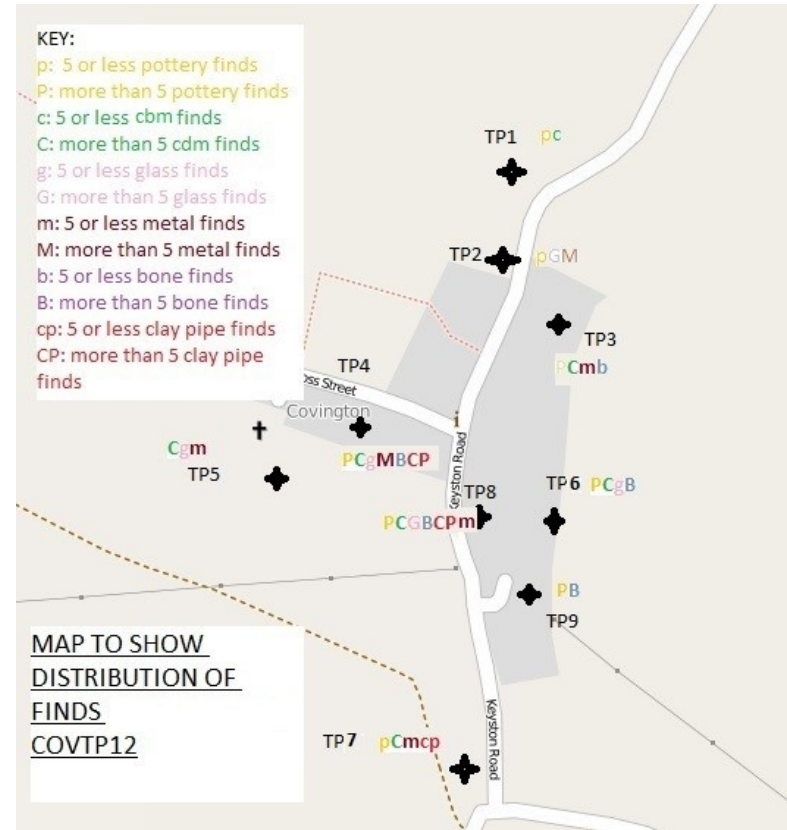 KEY:
p: 5 or less pottery finds
P: more than 5 pottery finds
c: 5 or less cbm finds
C: more than 5 cdm finds
g: 5 or less glass finds
G: more than 5 glass finds
m: 5 or less metal finds
M: more than 5 metal finds
b: 5 or less bone finds
B: more than 5 bone finds
cp: 5 or less clay pipe finds
CP: more than 5 clay pipe
finds
TP1 pc
TP2 pGM
TP3
PCmb
TP4
oss Street
Covington
i
PCgMBCP
Cgm
TP5
Keyston Road
TP8
PCGBCPm
TP6 PCgB
PB
TP9
MAP TO SHOW
DISTRIBUTION OF
FINDS
COVTP12
TP7 pCmcp
Keyston Road